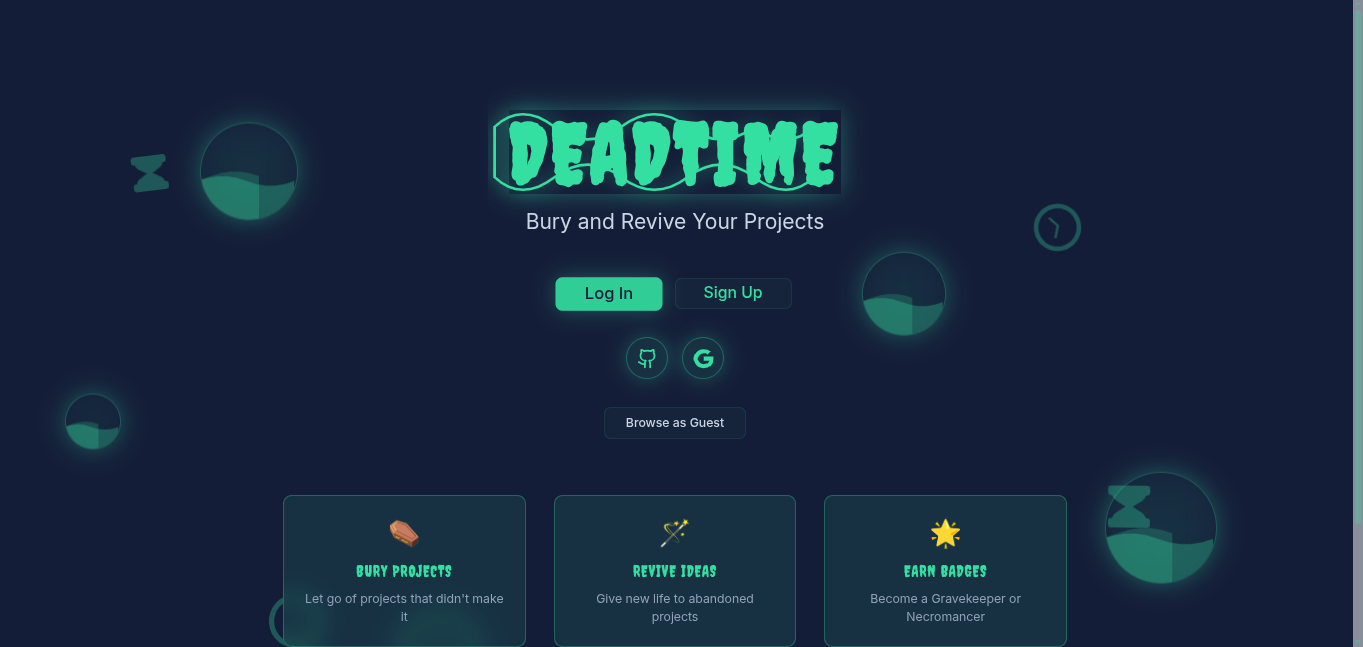 DEADTIME
Bury and Revive Your Projects
Log In
Sign Up
Browse as Guest
BURY PROJECTS
Let go of projects that didn't make
it
REVIVE IDEAS
Give new life to abandoned
projects
EARN BADGES
Become a Gravekeeper or
Necromancer